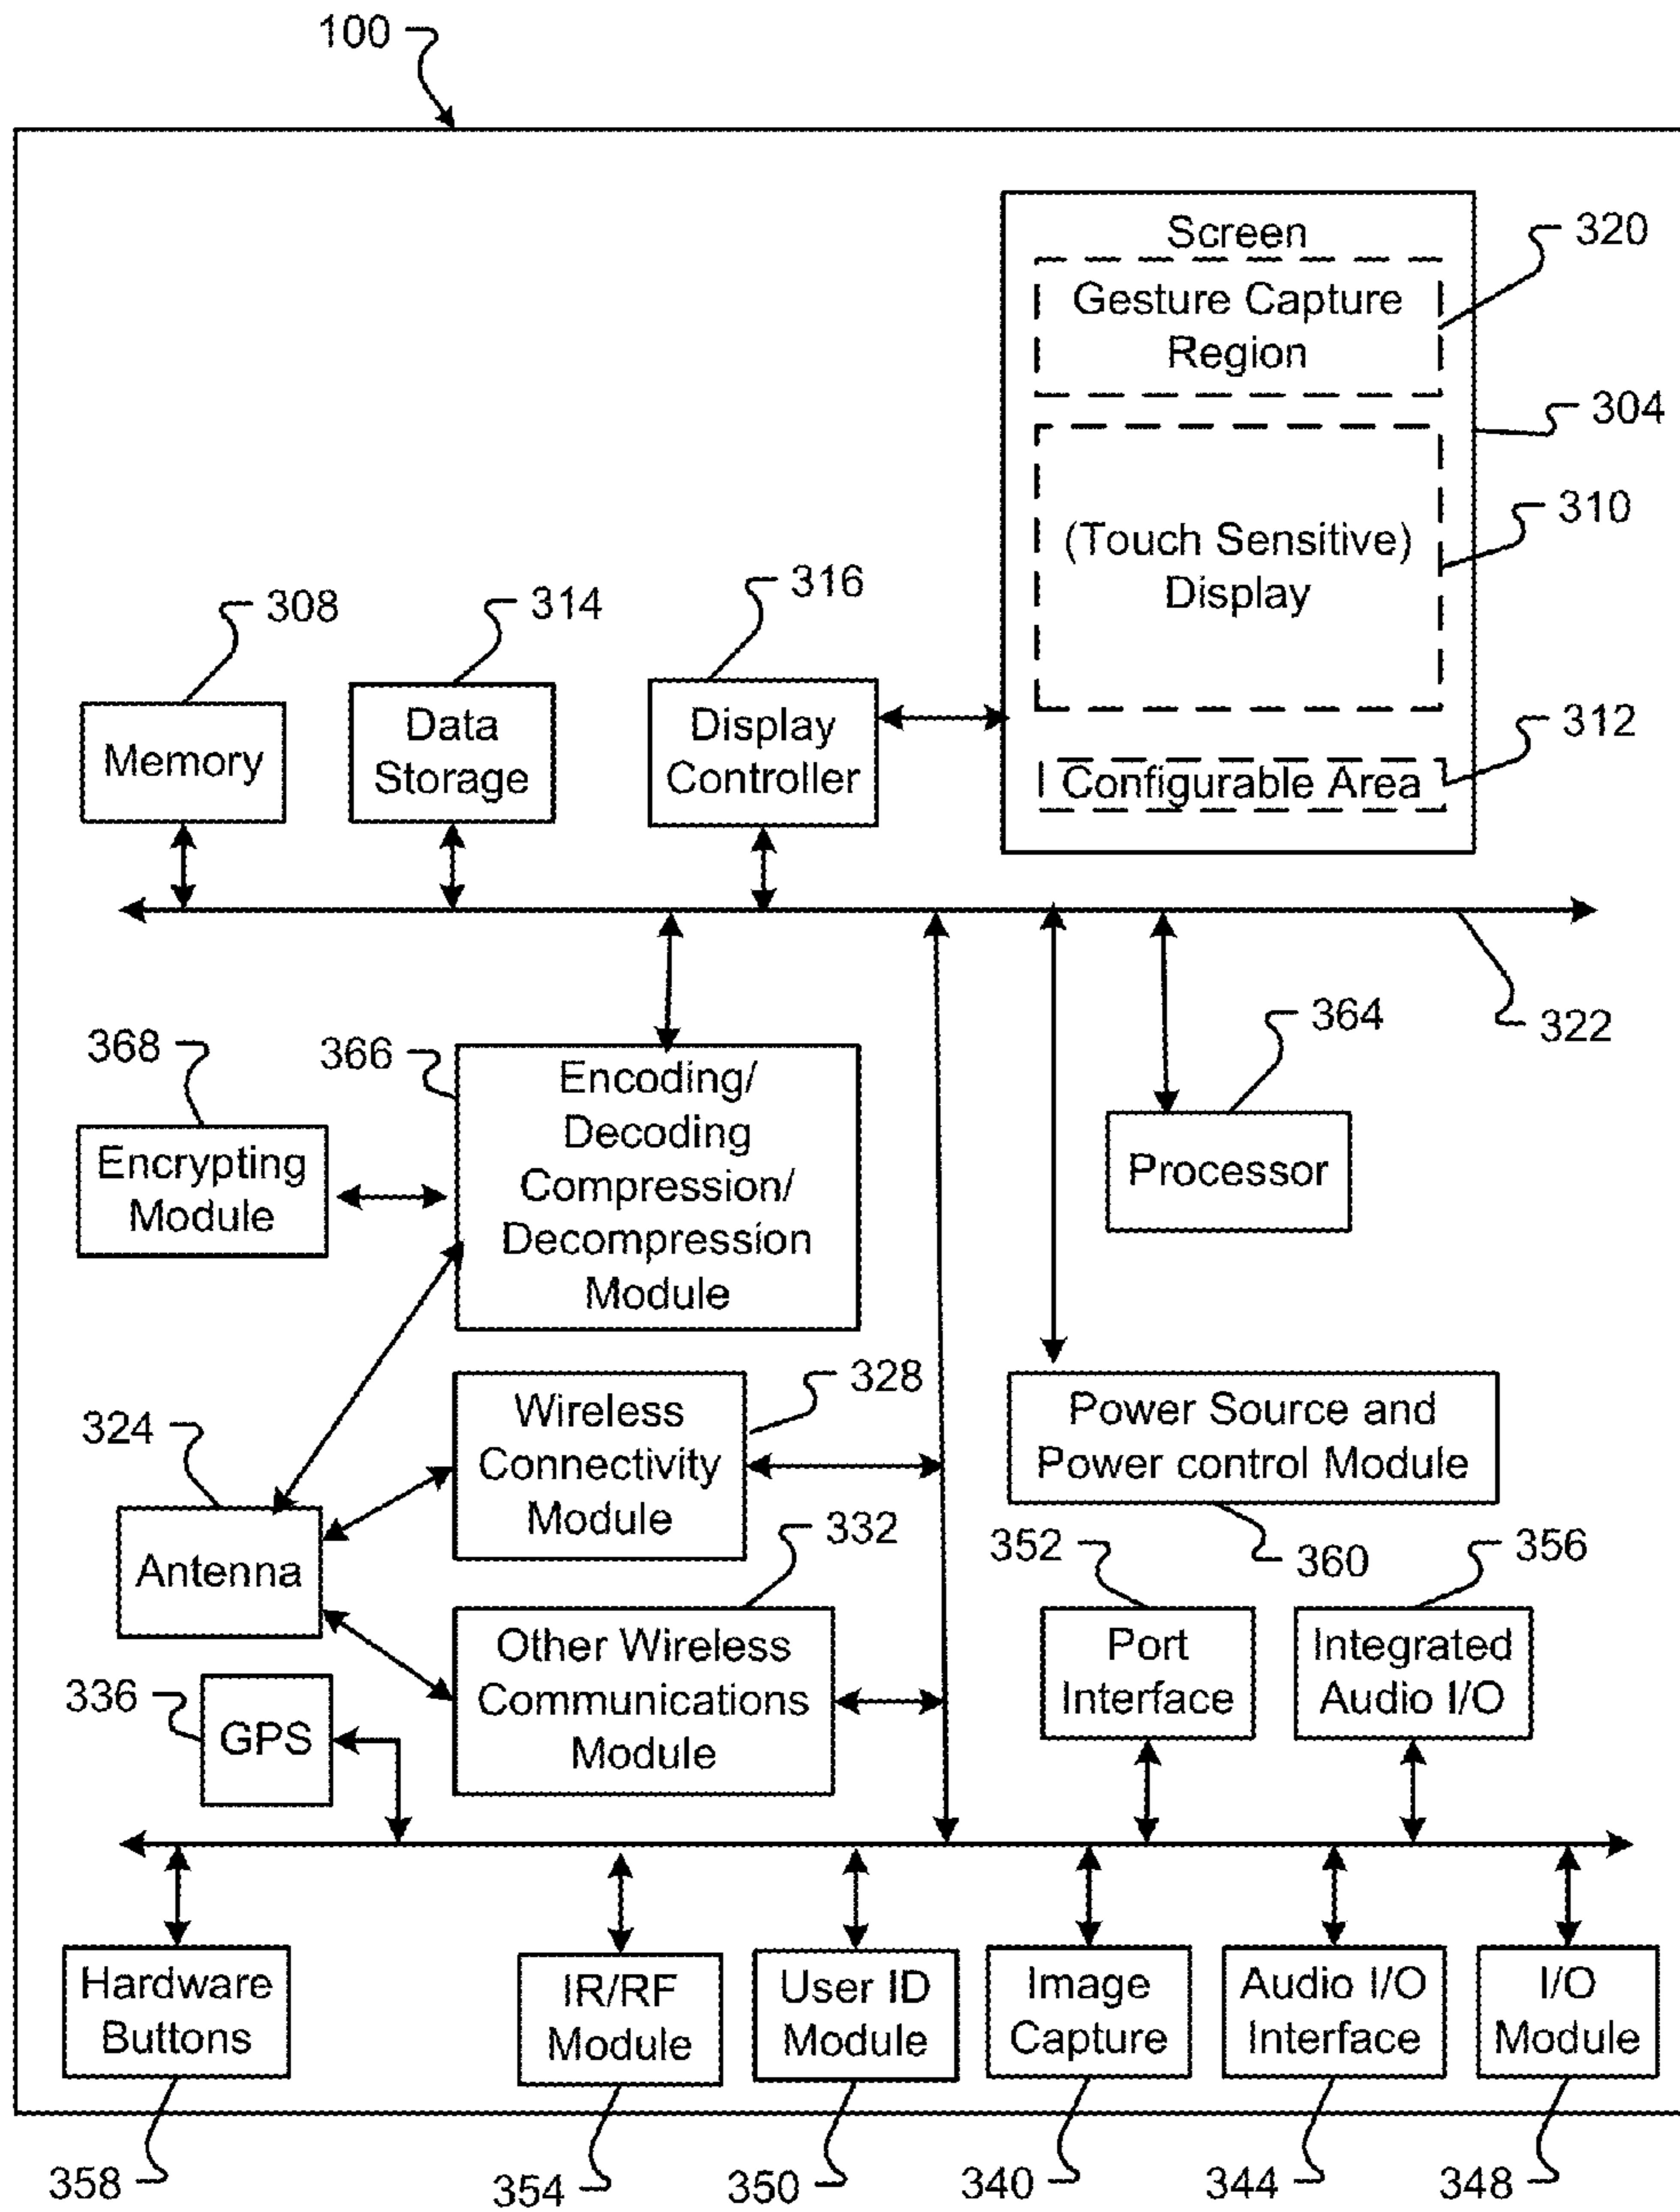 100
Screen
320
Gesture Capture
Region
304
(Touch Sensitive)
Display
310
308
314
316
Memory
Data
Storage
Display
Controller
312
Configurable Area
322
368
366
364
Encoding/
Decoding
Compression/
Decompression
Module
Encrypting
Module
Processor
328
Wireless
Connectivity
Module
Power Source and
Power control Module
324
Antenna
332
352
360
356
Other Wireless
Communications
Module
Port
Interface
Integrated
Audio I/O
336
GPS
Hardware
Buttons
IR/RF
Module
User ID
Module
Image
Capture
Audio I/O
Interface
I/O
Module
358
354
350
340
344
348